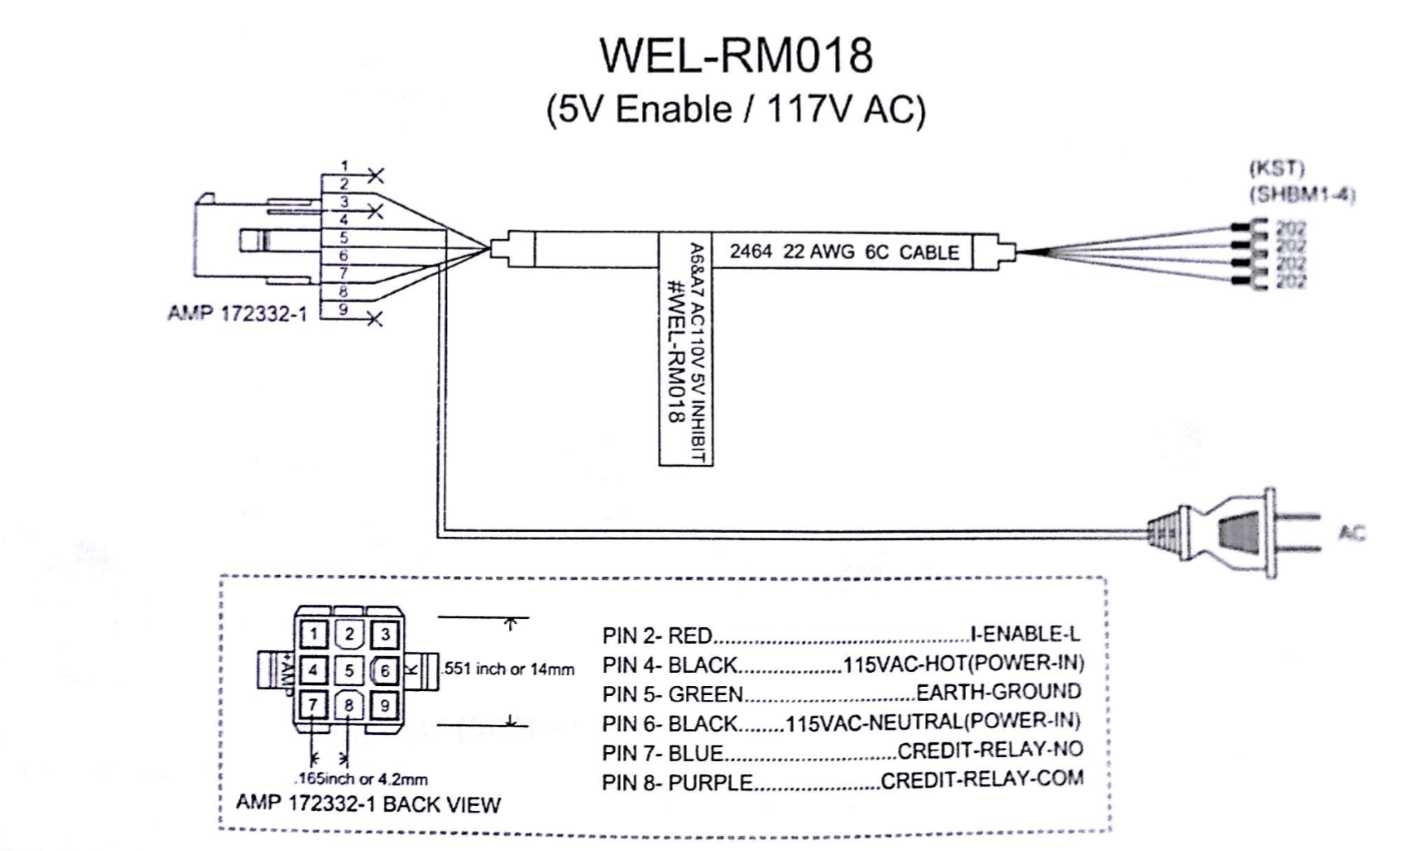 WEL-RM018
(5V Enable / 117V AC)
1
2
3
4
5
6
7
8
9
AMP 172332-1
A6&A7 AC110V 5V INHIBIT
#WEL-RM018
2464 22 AWG 6C CABLE
(KST)
(SHBM1-4)
202
202
202
202
AC
1 2 3
4 5 6
7 8 9
AM
K
.551 inch or 14mm
.165inch or 4.2mm
AMP 172332-1 BACK VIEW
PIN 2- RED..........................................I-ENABLE-L
PIN 4- BLACK.................115VAC-HOT(POWER-IN)
PIN 5- GREEN............................EARTH-GROUND
PIN 6- BLACK........115VAC-NEUTRAL(POWER-IN)
PIN 7- BLUE............................CREDIT-RELAY-NO
PIN 8- PURPLE.....................CREDIT-RELAY-COM